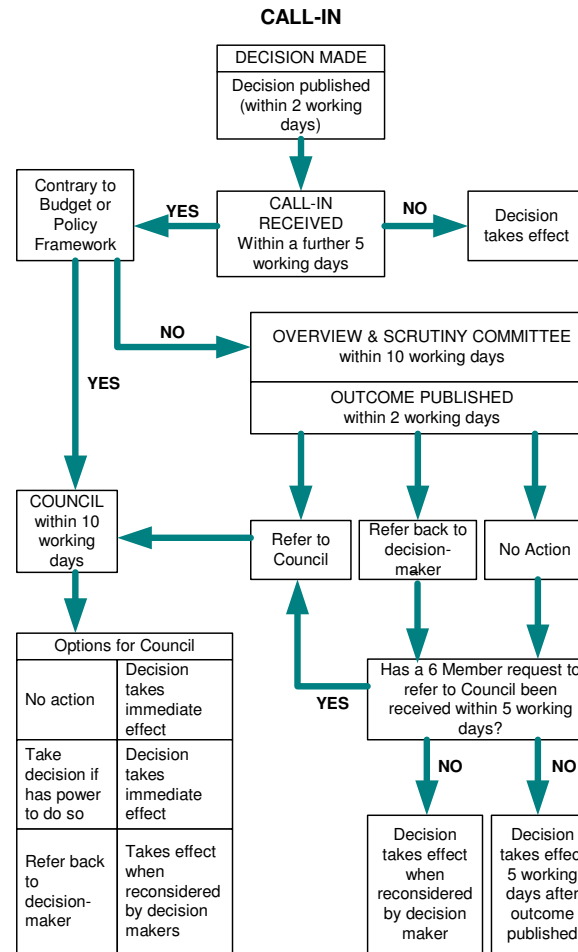 CALL-IN
DECISION MADE
Decision published
(within 2 working
days)
Contrary to
Budget or
Policy
Framework
YES
CALL-IN
RECEIVED
Within a further 5
working days
NO
Decision
takes effect
NO
YES
OVERVIEW & SCRUTINY COMMITTEE
within 10 working days
OUTCOME PUBLISHED
within 2 working days
COUNCIL
within 10
working
days
Refer to
Council
Refer back to
decision-
maker
No Action
Options for Council
No action
Decision
takes
immediate
effect
Take
decision if
has power
to do so
Decision
takes
immediate
effect
Refer back
to
decision-
maker
Takes effect
when
reconsidered
by decision
makers
YES
Has a 6 Member request to
refer to Council been
received within 5 working
days?
NO
NO
Decision
takes effect
when
reconsidered
by decision
maker
Decision
takes effect
5 working
days after
outcome
published